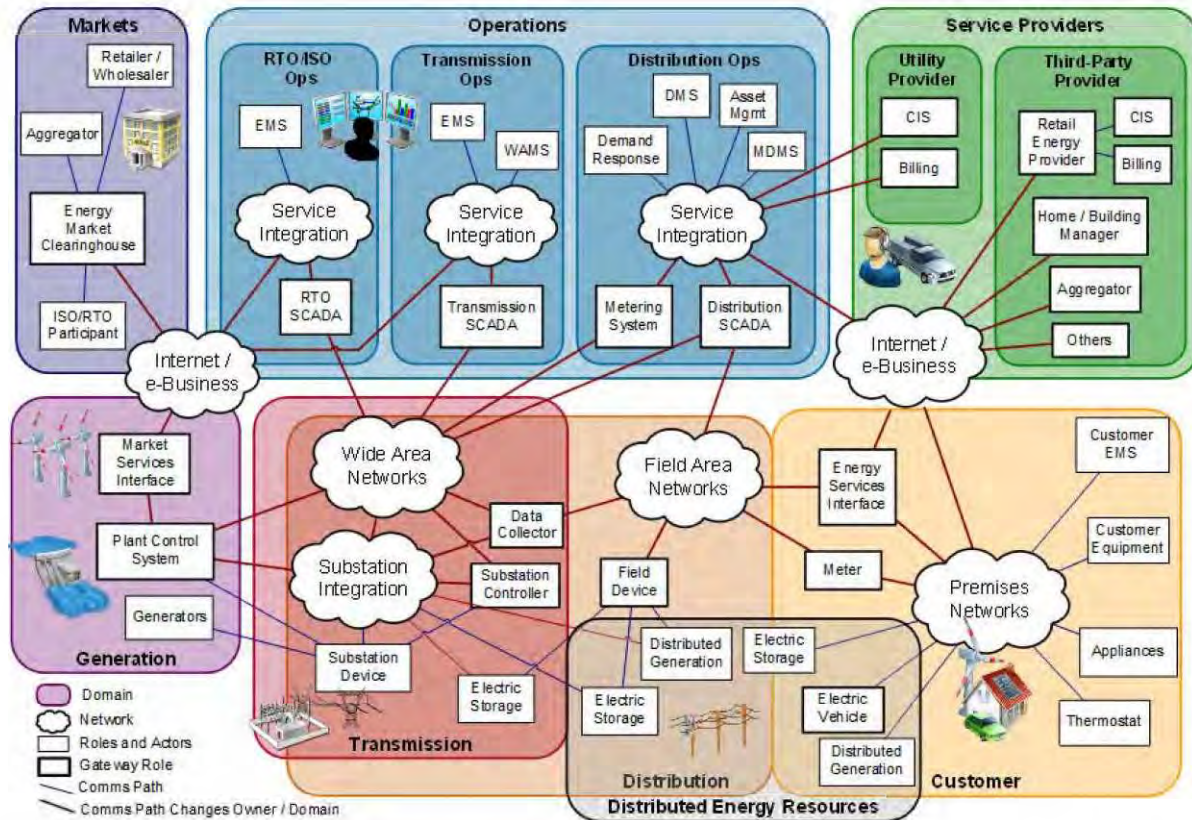 Markets
Retailer /
Wholesaler
Aggregator
Energy
Market
Clearinghouse
ISO/RTO
Participant
Operations
RTO/ISO
Ops
EMS
Service
Integration
RTO
SCADA
Transmission
Ops
EMS
WAMS
Service
Integration
Transmission
SCADA
Distribution Ops
DMS
Asset
Mgmt
Demand
Response
MDMS
Service
Integration
Metering
System
Distribution
SCADA
Service Providers
Utility
Provider
CIS
Billing
Third-Party
Provider
Retail
Energy
Provider
CIS
Billing
Home / Building
Manager
Aggregator
Others
Internet /
e-Business
Internet /
e-Business
Market
Services
Interface
Plant Control
System
Generators
Generation
Wide Area
Networks
Substation
Integration
Data
Collector
Substation
Controller
Substation
Device
Electric
Storage
Transmission
Field Area
Networks
Field
Device
Distributed
Generation
Electric
Storage
Distribution
Energy
Services
Interface
Meter
Premises
Networks
Customer
EMS
Customer
Equipment
Appliances
Thermostat
Electric
Storage
Electric
Vehicle
Distributed
Generation
Customer
Distributed Energy Resources
Domain
Network
Roles and Actors
Gateway Role
Comms Path
Comms Path Changes Owner / Domain